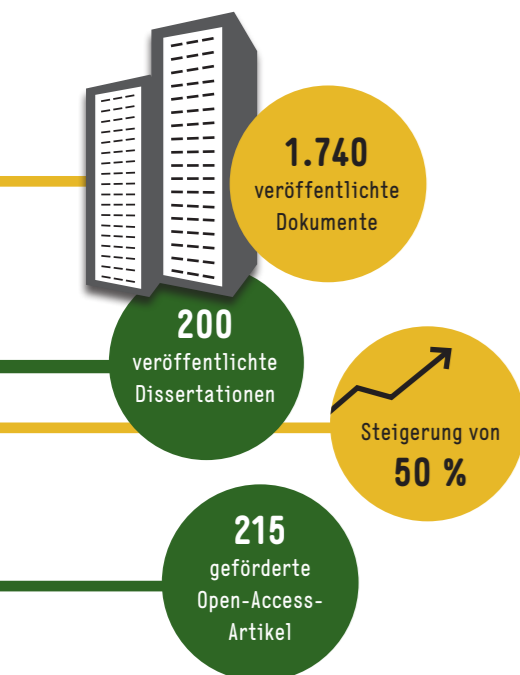 1.740
veröffentlichte
Dokumente
200
veröffentlichte
Dissertationen
Steigerung von
50 %
215
geförderte
Open-Access-
Artikel